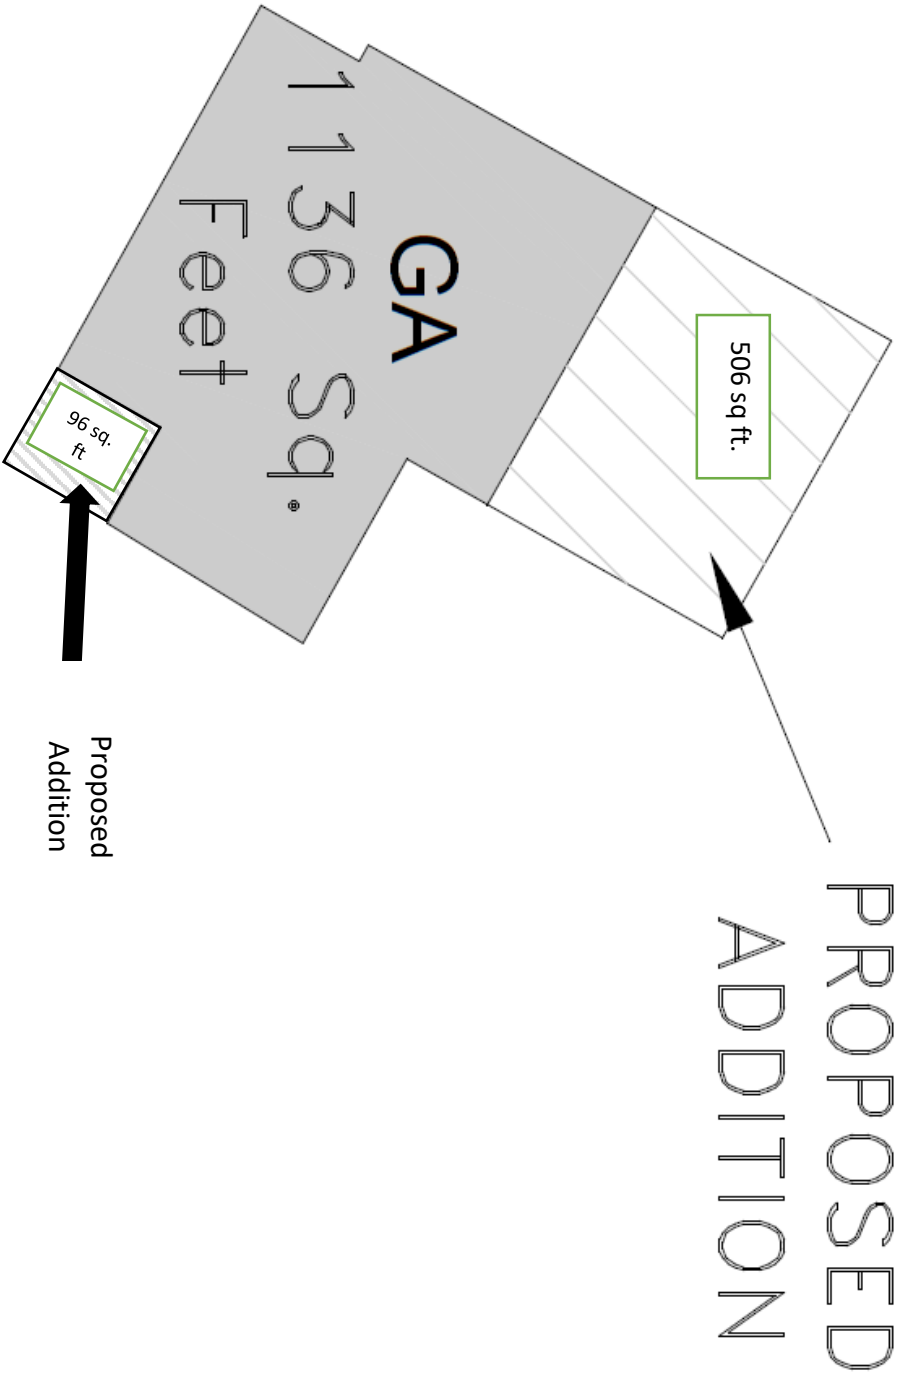 PROPOSED
ADDITION
506 sq ft.
GA
1136 Sq.
Feet
96 sq.
ft
Proposed
Addition